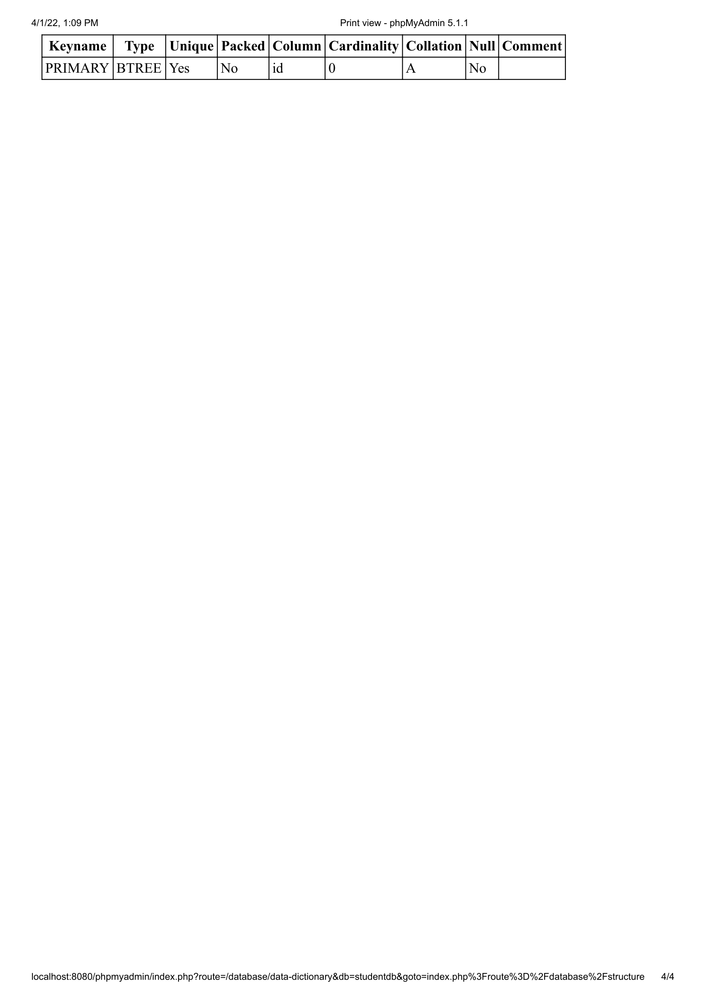 4/1/22, 1:09 PM Print view - phpMyAdmin 5.1.1
Keyname Type Unique Packed Column Cardinality Collation Null Comment
PRIMARY BTREE Yes No id 0 A No
localhost:8080/phpmyadmin/index.php?route=/database/data-dictionary&db=studentdb&goto=index.php%3Froute%3D%2Fdatabase%2Fstructure 4/4